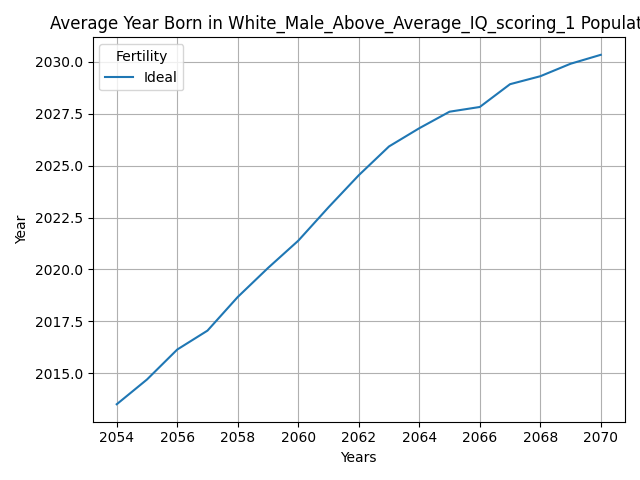 Average Year Born in White_Male_Above_Average_IQ_scoring_1 Populat
Fertility
Ideal
2030.0
2027.5
2025.0
2022.5
2020.0
2017.5
2015.0
Year
2054 2056 2058 2060 2062 2064 2066 2068 2070
Years